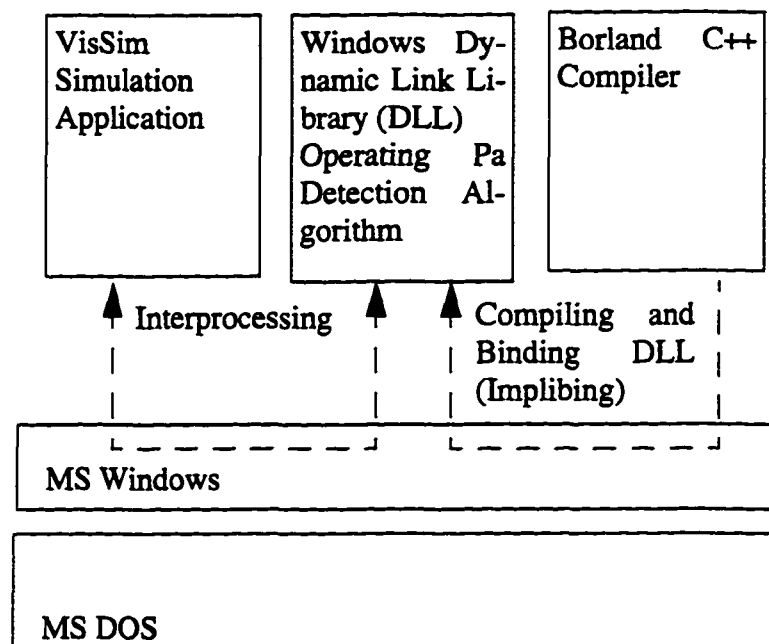 VisSim
Simulation
Application
Windows Dy-
namic Link Li-
brary (DLL)
Operating Pa
Detection Al-
gorithm
Borland C++
Compiler
Interprocessing
Compiling and
Binding DLL
(Implibing)
MS Windows
MS DOS